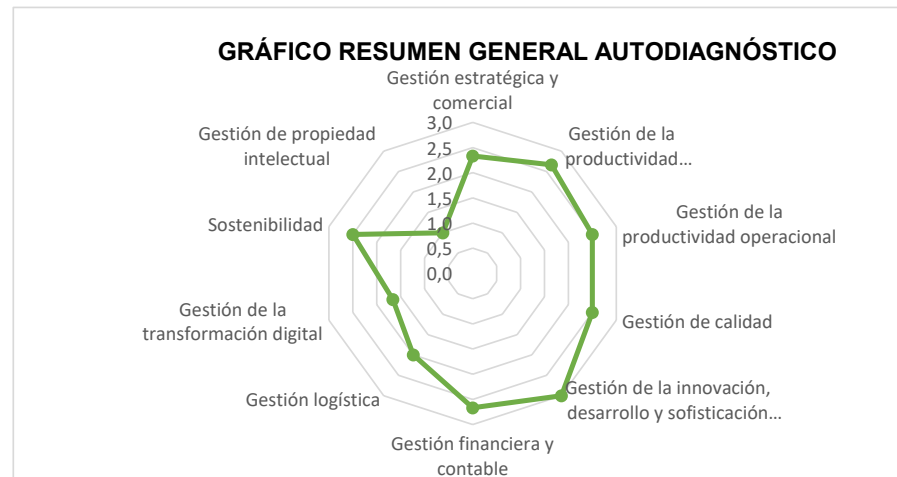 GRÁFICO RESUMEN GENERAL AUTODIAGNÓSTICO
Gestión estratégica y
comercial
Gestión de la
productividad...
Gestión de la
productividad operacional
Gestión de calidad
Gestión de la innovación,
desarrollo y sofisticación...
Gestión financiera y
contable
Gestión logística
Gestión de la
transformación digital
Sostenibilidad
Gestión de propiedad
intelectual
3,0
2,5
2,0
1,5
1,0
0,5
0,0